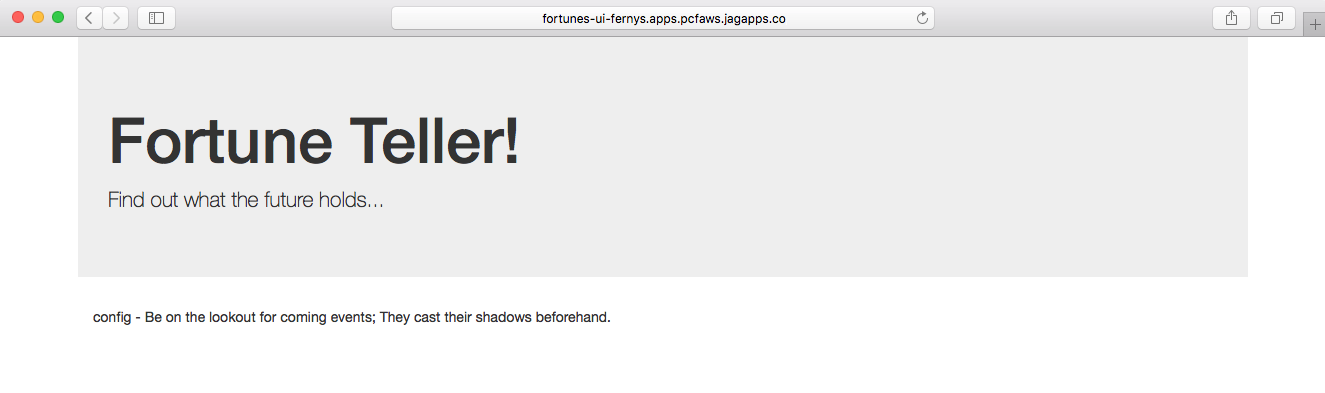 fortunes-ui-fernys.apps.pcfaws.jagapps.co
Fortune Teller!
Find out what the future holds...
config - Be on the lookout for coming events; They cast their shadows beforehand.